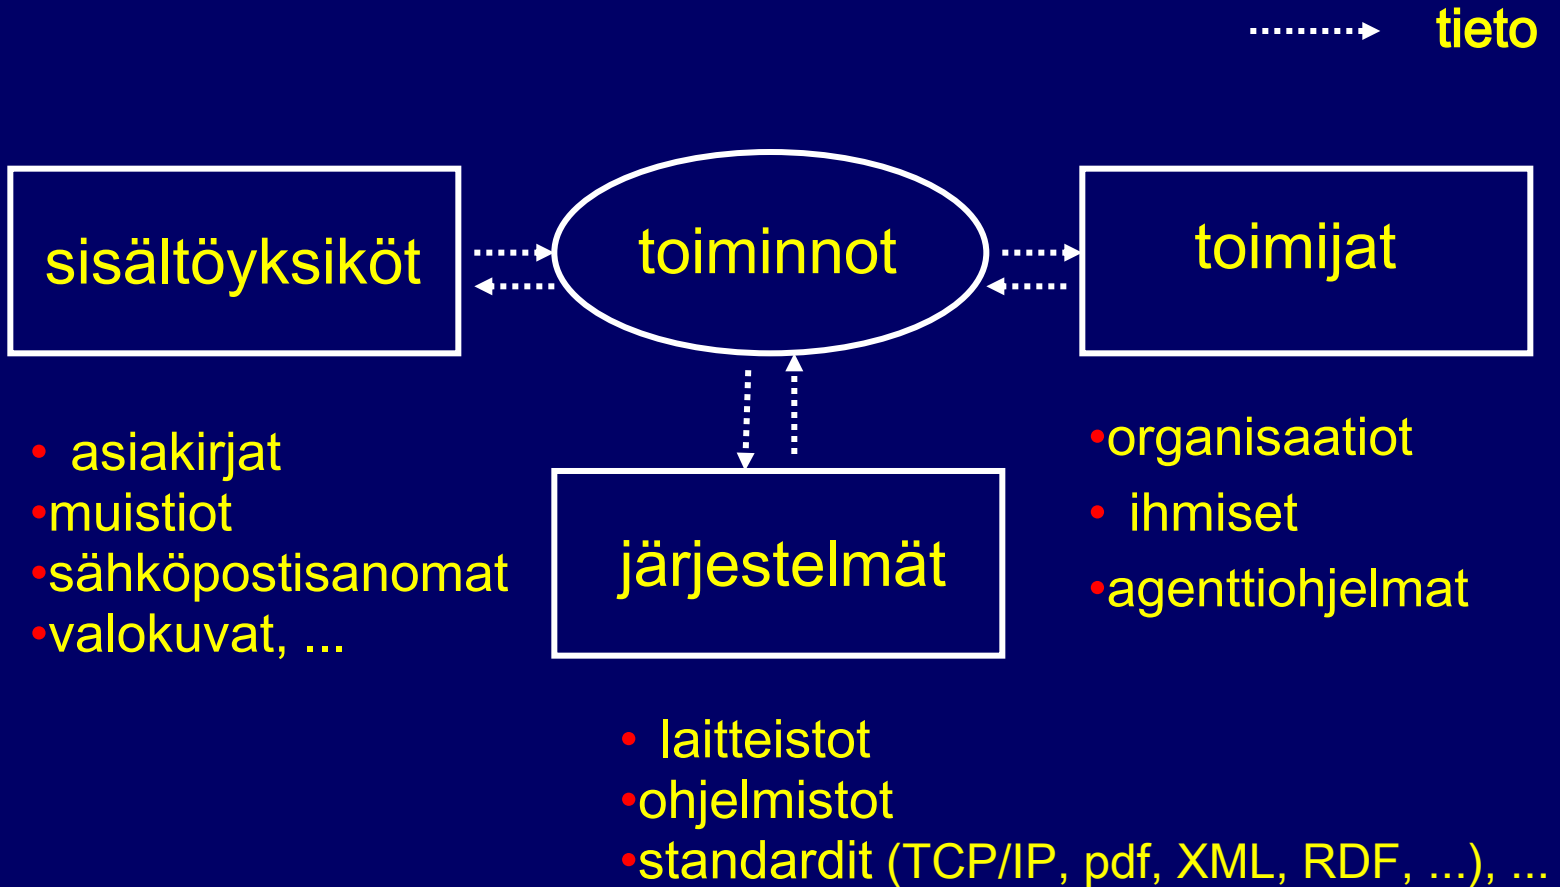 tieto
sisältöyksiköt
toiminnot
toimijat
• asiakirjat
•muistiot
•sähköpostisanomat
•valokuvat, ...
järjestelmät
•organisaatiot
• ihmiset
•agenttiohjelmat
• laitteistot
•ohjelmistot
•standardit (TCP/IP, pdf, XML, RDF, ...), ...